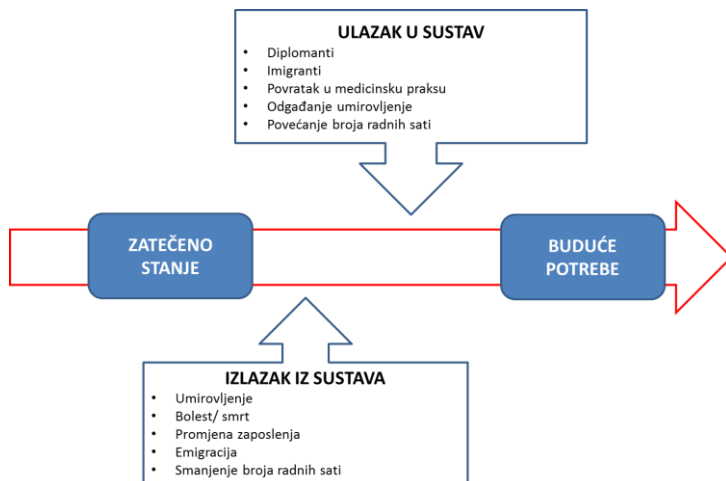 ULAZAK U SUSTAV
• Diplomanti
• Imigranti
• Povratak u medicinsku praksu
• Odgađanje umirovljenje
• Povećanje broja radnih sati
ZATEČENO
STANJE
BUDUĆE
POTREBE
IZLAZAK IZ SUSTAVA
• Umirovljenje
• Bolest/ smrt
• Promjena zaposlenja
• Emigracija
• Smanjenje broja radnih sati